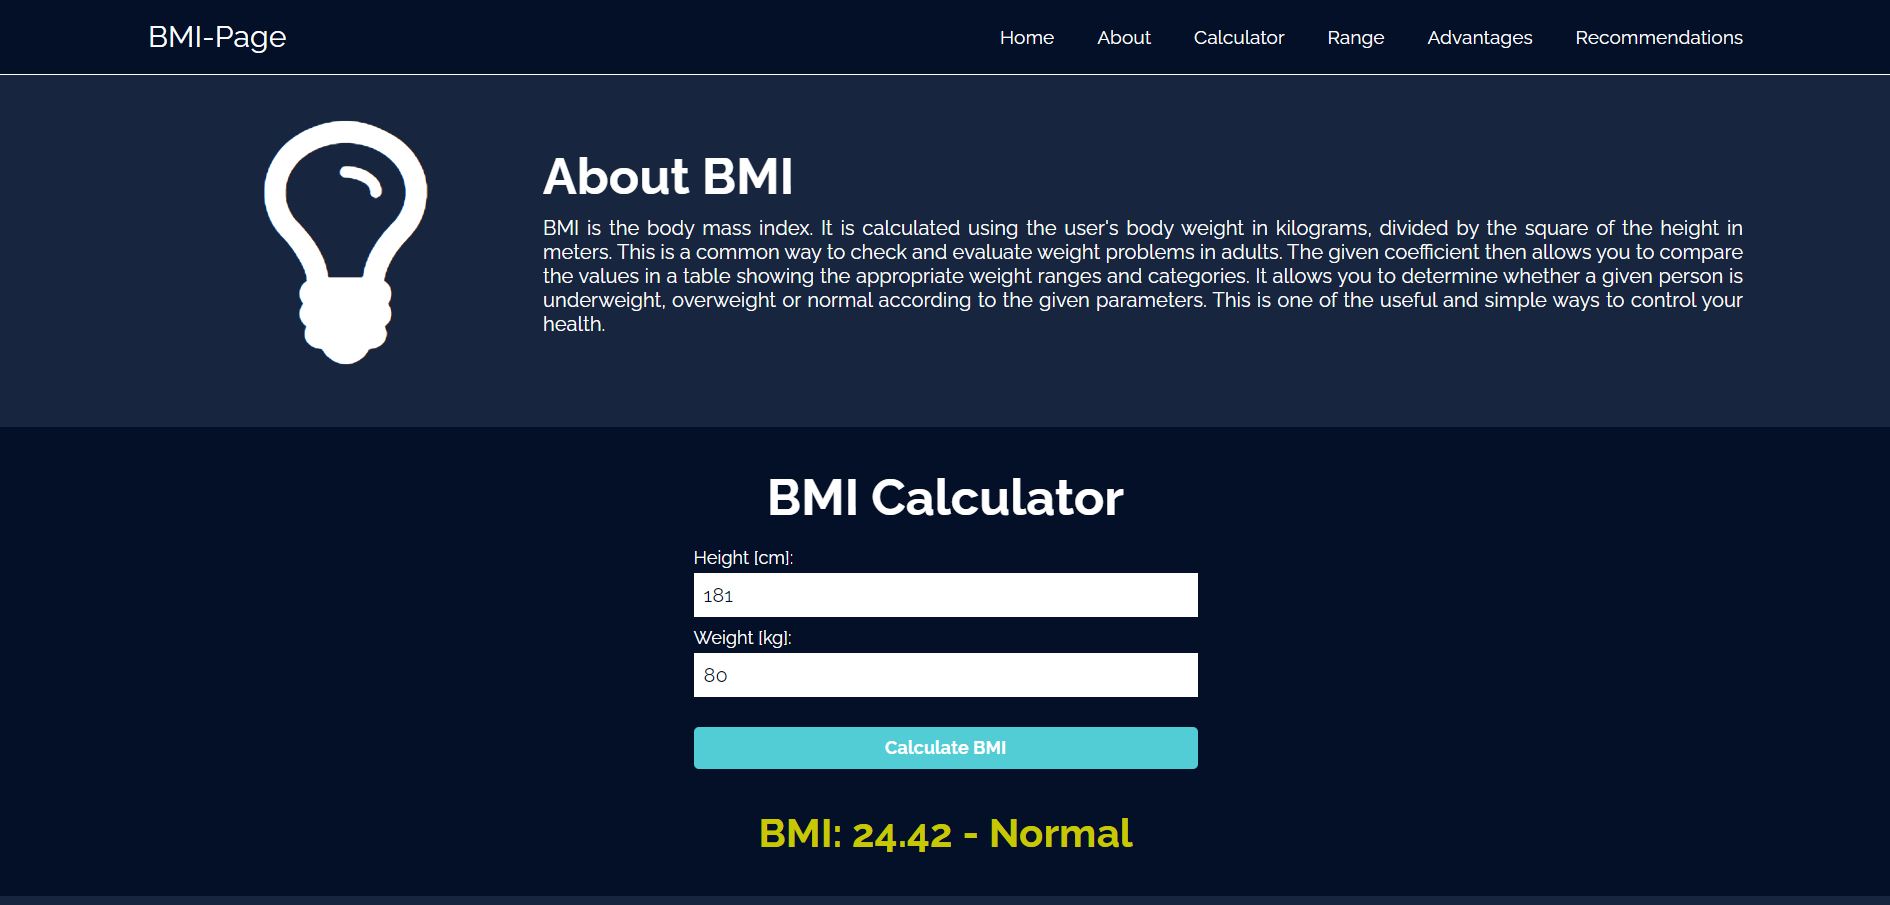 BMI-Page
Home About Calculator Range Advantages Recommendations
About BMI
BMI is the body mass index. It is calculated using the user's body weight in kilograms, divided by the square of the height in
meters. This is a common way to check and evaluate weight problems in adults. The given coefficient then allows you to compare
the values in a table showing the appropriate weight ranges and categories. It allows you to determine whether a given person is
underweight, overweight or normal according to the given parameters. This is one of the useful and simple ways to control your
health.
BMI Calculator
Height [cm]:
181
Weight [kg]:
80
Calculate BMI
BMI: 24.42 - Normal